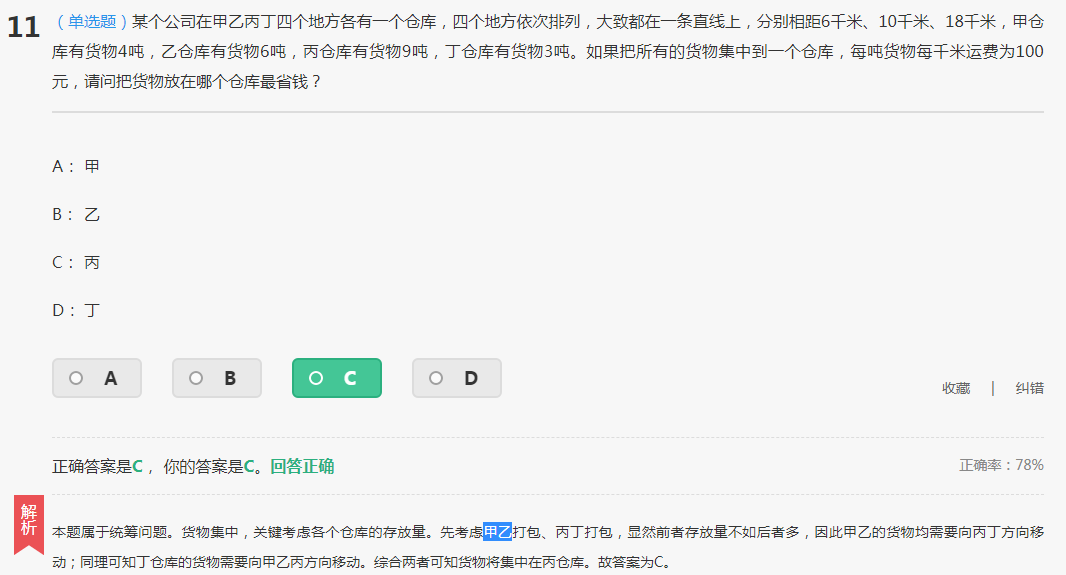 11
（单选题）某个公司在甲乙丙丁四个地方各有一个仓库，四个地方依次排列，大致都在一条直线上，分别相距6千米、10千米、18千米，甲仓
库有货物4吨，乙仓库有货物6吨，丙仓库有货物9吨，丁仓库有货物3吨。如果把所有的货物集中到一个仓库，每吨货物每千米运费为100
元，请问把货物放在哪个仓库最省钱？
A： 甲
B： 乙
C： 丙
D： 丁
A B C D
收藏 | 纠错
正确答案是C， 你的答案是C。回答正确 正确率：78%
解析
本题属于统筹问题。货物集中，关键考虑各个仓库的存放量。先考虑甲乙打包、丙丁打包，显然前者存放量不如后者多，因此甲乙的货物均需要向丙丁方向移
动；同理可知丁仓库的货物需要向甲乙丙方向移动。综合两者可知货物将集中在丙仓库。故答案为C。